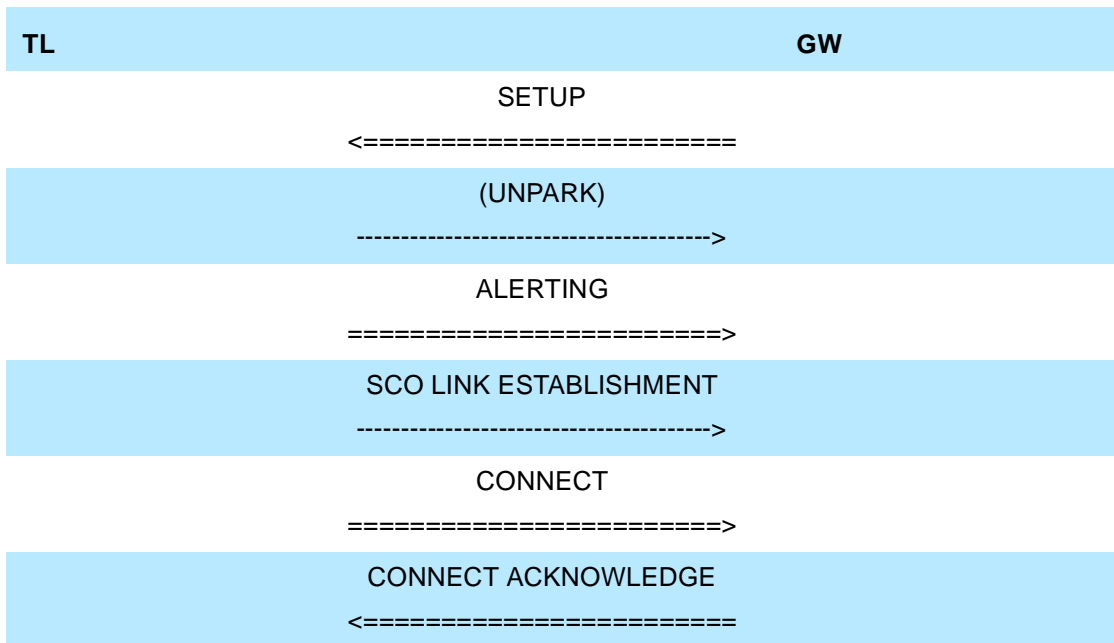 TL GW
SETUP
<========================
(UNPARK)
---------------------------------------->
ALERTING
========================>
SCO LINK ESTABLISHMENT
---------------------------------------->
CONNECT
========================>
CONNECT ACKNOWLEDGE
<========================